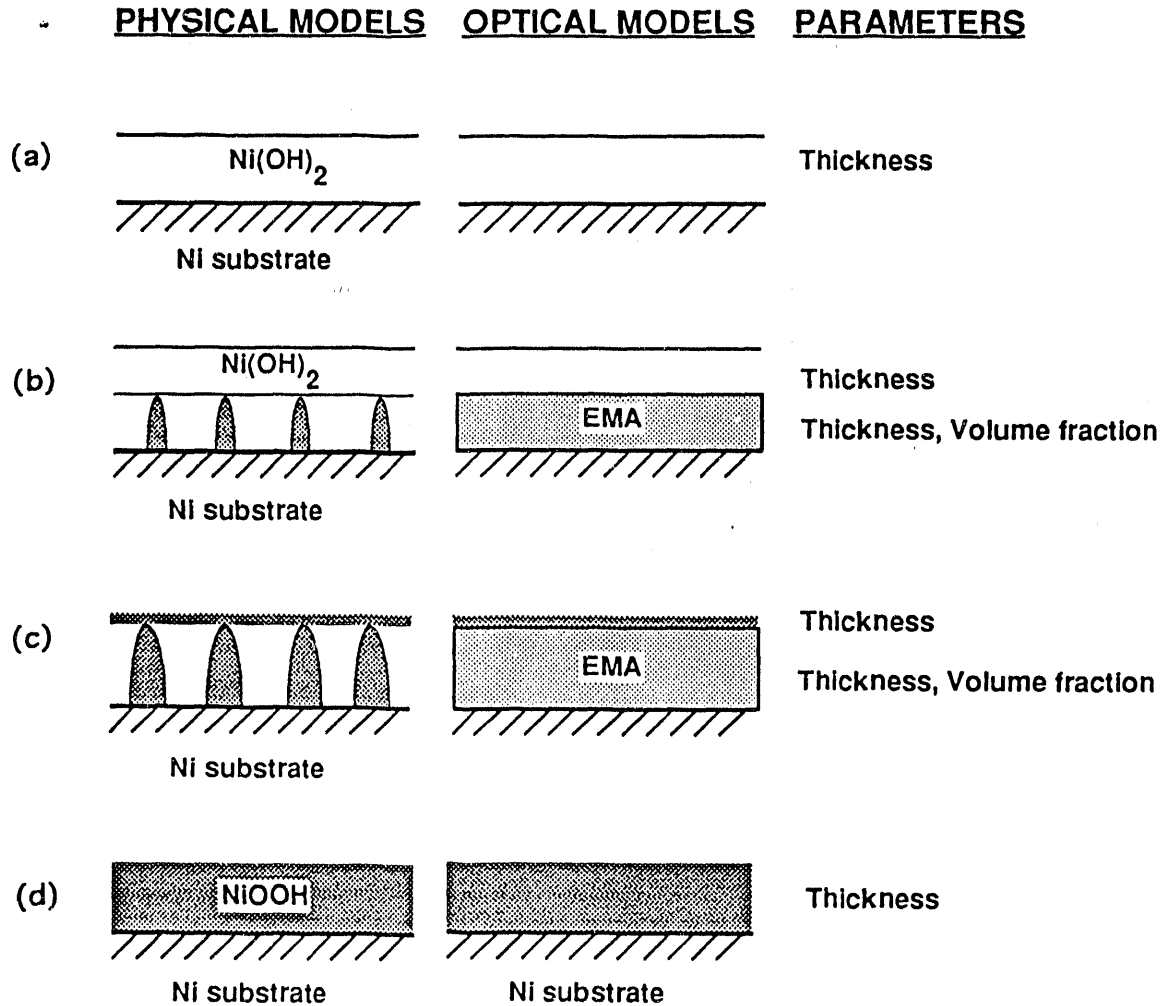 PHYSICAL MODELS OPTICAL MODELS PARAMETERS
(a)
Ni(OH)2
Thickness
Ni substrate
(b)
Ni(OH)2
Thickness
EMA
Thickness, Volume fraction
Ni substrate
(c)
Thickness
EMA
Thickness, Volume fraction
Ni substrate
(d)
NiOOH
Thickness
Ni substrate
Ni substrate